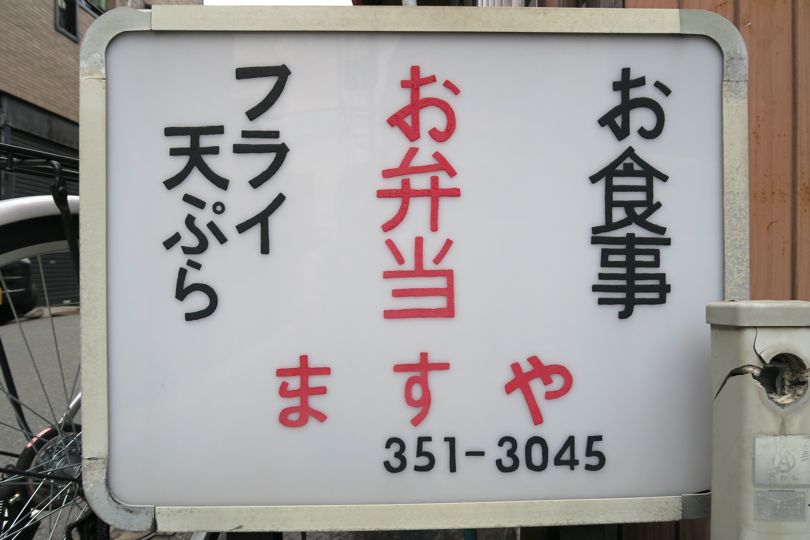 お食事
お弁当
フライ
天ぷら
ますや
351-3045